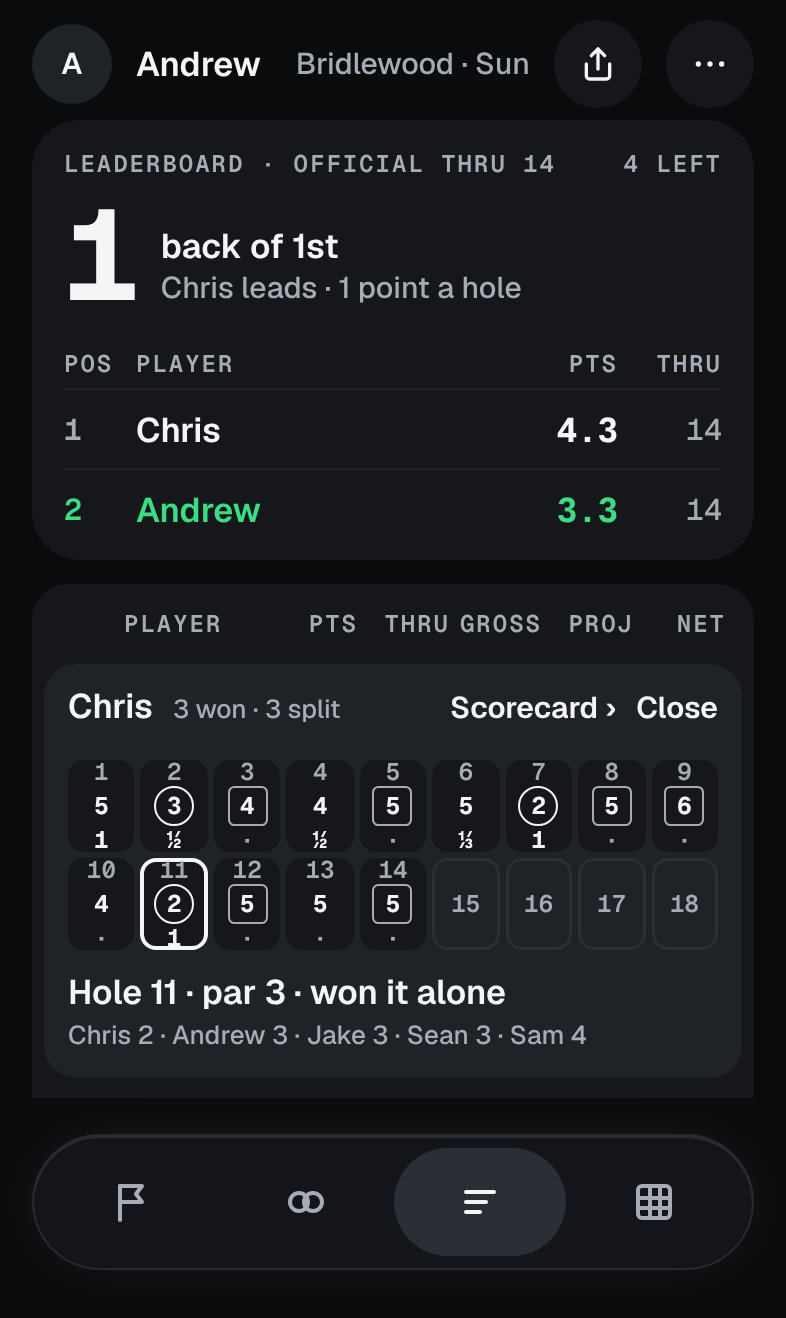 A Andrew Bridlewood · Sun
LEADERBOARD · OFFICIAL THRU 14 4 LEFT
1 back of 1st
Chris leads · 1 point a hole
POS PLAYER PTS THRU
1 Chris 4.3 14
2 Andrew 3.3 14
PLAYER PTS THRU GROSS PROJ NET
Chris 3 won · 3 split Scorecard › Close
1 2 3 4 5 6 7 8 9
5 3 4 4 5 5 2 5 6
1 ½ · ½ · ⅓ 1 · ·
10 11 12 13 14 15 16 17 18
4 2 5 5 5
· 1 · · ·
Hole 11 · par 3 · won it alone
Chris 2 · Andrew 3 · Jake 3 · Sean 3 · Sam 4